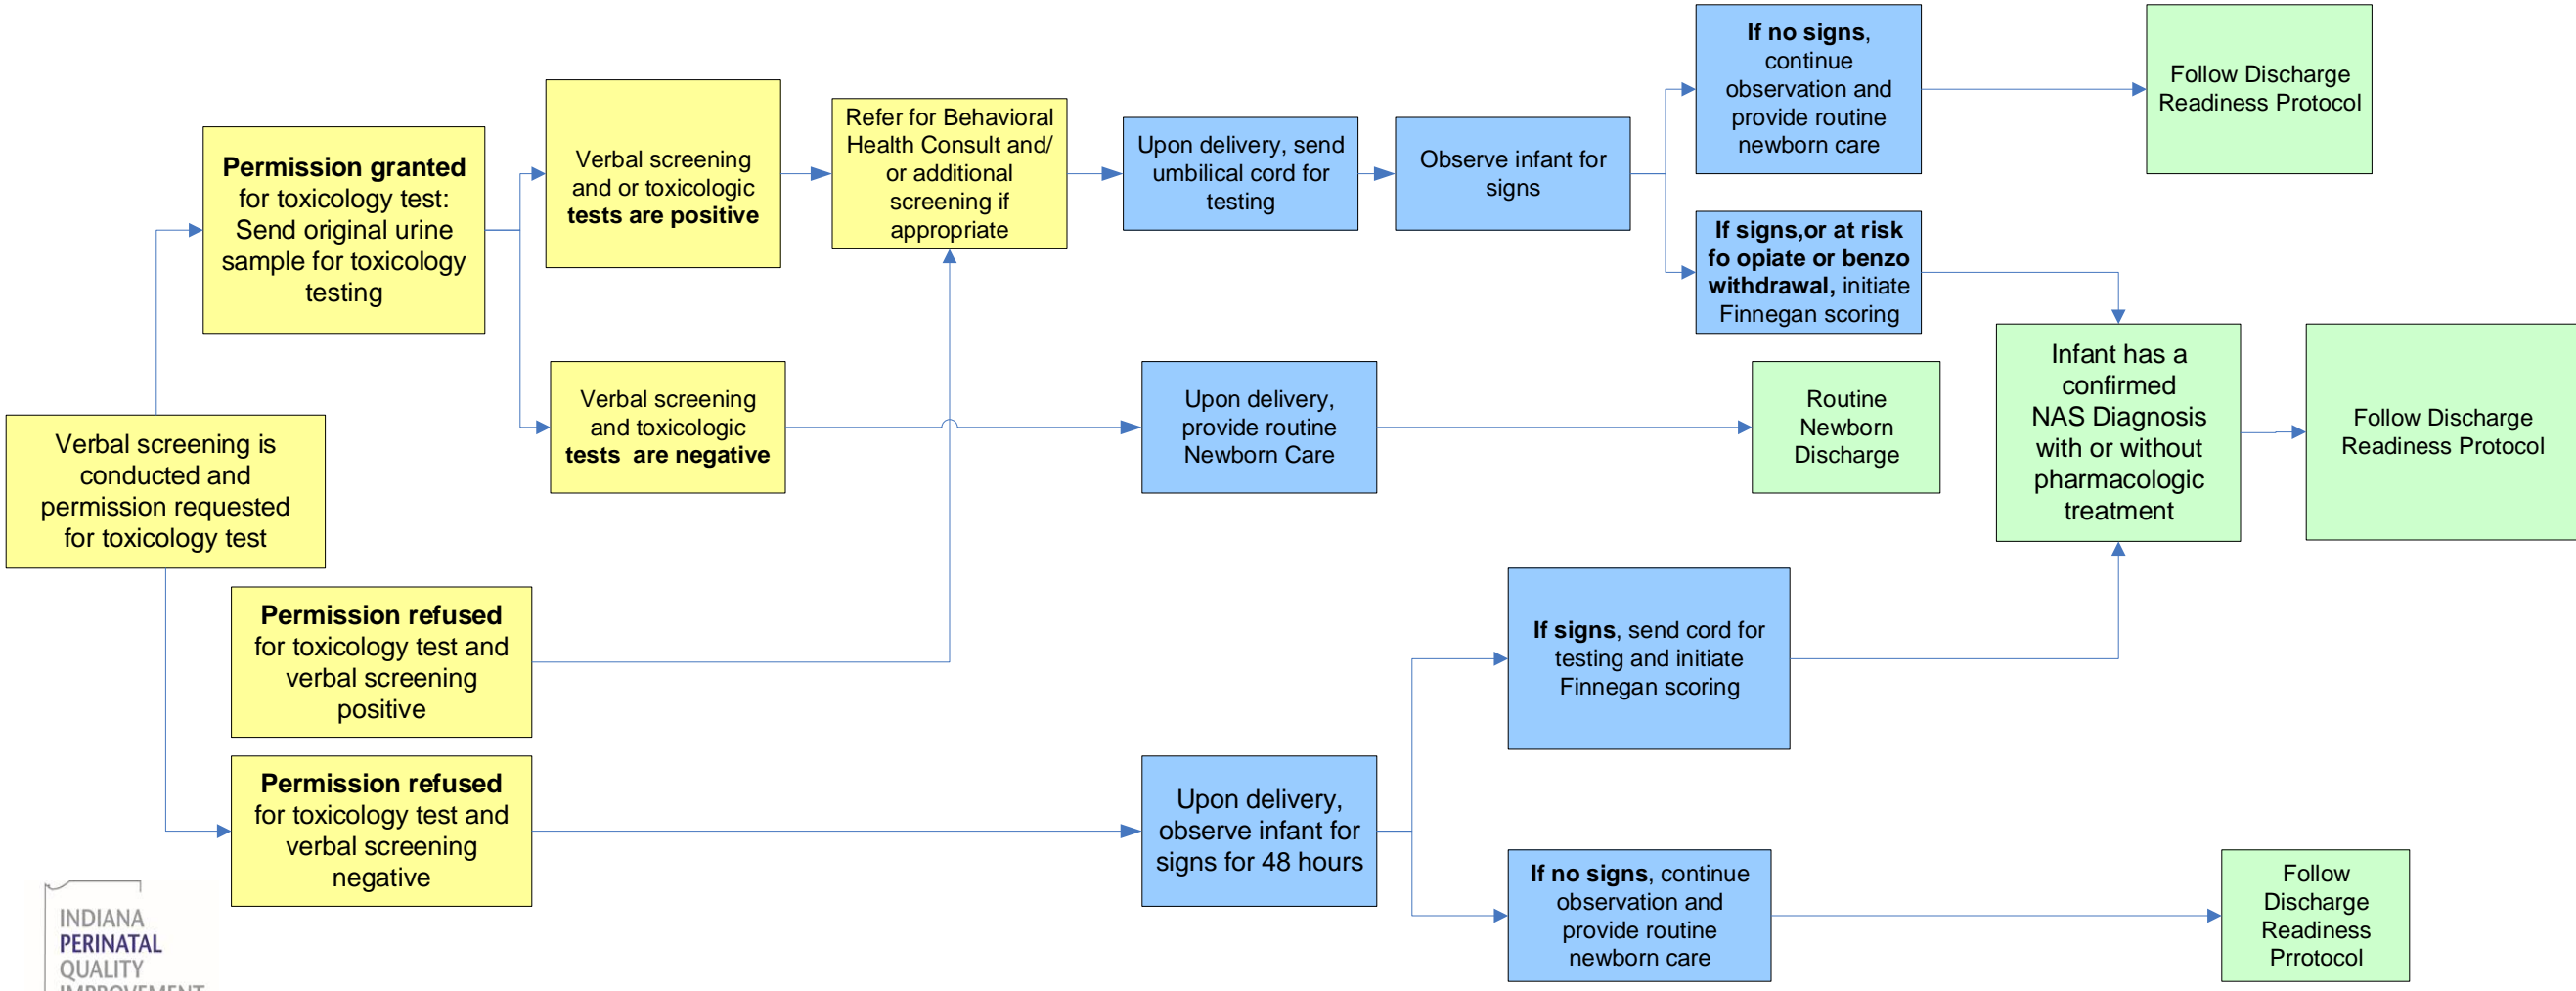 Verbal screening is
conducted and
permission requested
for toxicology test
Permission granted
for toxicology test:
Send original urine
sample for toxicology
testing
Verbal screening
and or toxicologic
tests are positive
Refer for Behavioral
Health Consult and/
or additional
screening if
appropriate
Upon delivery, send
umbilical cord for
testing
Observe infant for
signs
If no signs,
continue
observation and
provide routine
newborn care
Follow Discharge
Readiness Protocol
If signs,or at risk
fo opiate or benzo
withdrawal, initiate
Finnegan scoring
Verbal screening
and toxicologic
tests are negative
Upon delivery,
provide routine
Newborn Care
Routine
Newborn
Discharge
Infant has a
confirmed
NAS Diagnosis
with or without
pharmacologic
treatment
Follow Discharge
Readiness Protocol
Permission refused
for toxicology test and
verbal screening
positive
If signs, send cord for
testing and initiate
Finnegan scoring
Permission refused
for toxicology test and
verbal screening
negative
Upon delivery,
observe infant for
signs for 48 hours
If no signs, continue
observation and
provide routine
newborn care
Follow
Discharge
Readiness
Prrotocol
INDIANA
PERINATAL
QUALITY
IMPROVEMENT